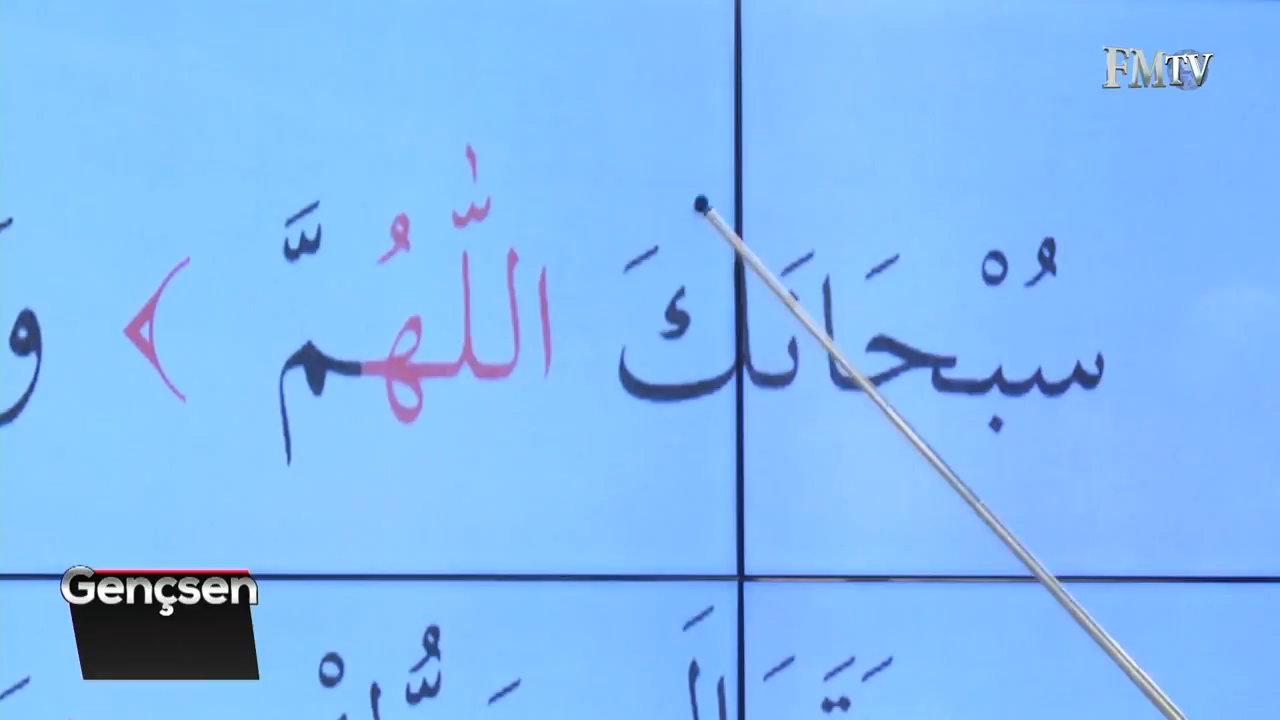 FMTV
سُبْحَانَكَ اللّٰهُمَّ ﴾ وَ
Gençsen